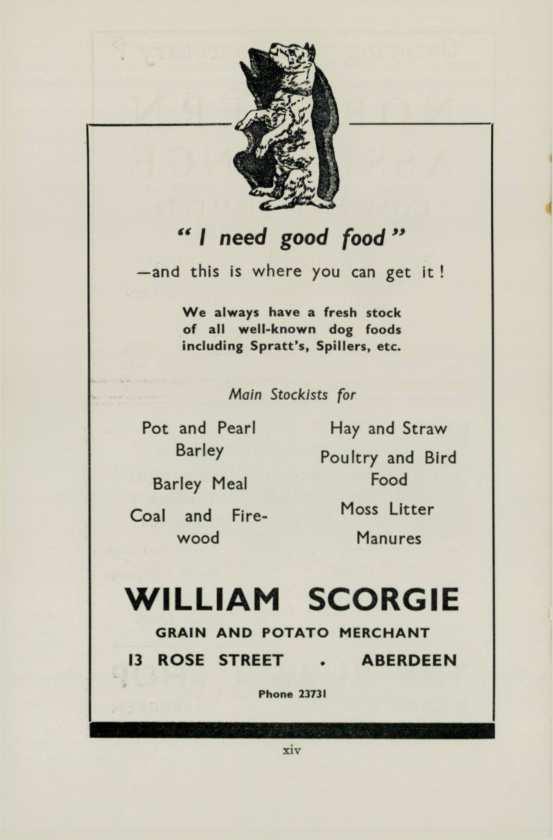 “ I need good food ”
—and this is where you can get it !
We always have a fresh stock
of all well-known dog foods
including Spratt's, Spillers, etc.
Main Stockists for
Pot and Pearl
Barley
Barley Meal
Coal and Fire-
wood
Hay and Straw
Poultry and Bird
Food
Moss Litter
Manures
WILLIAM SCORGIE
GRAIN AND POTATO MERCHANT
13 ROSE STREET . ABERDEEN
Phone 23731
xiv